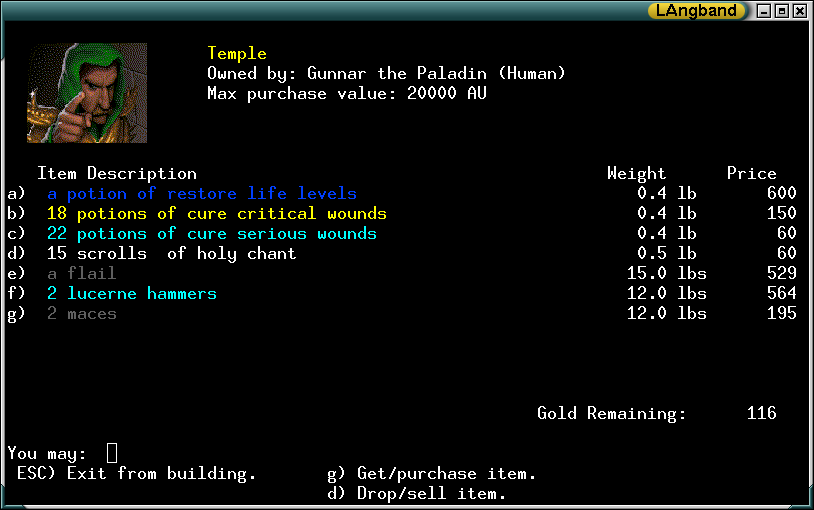 LAngband
Temple
Owned by: Gunnar the Paladin (Human)
Max purchase value: 20000 AU
Item Description Weight Price
a) a potion of restore life levels 0.4 lb 600
b) 18 potions of cure critical wounds 0.4 lb 150
c) 22 potions of cure serious wounds 0.4 lb 60
d) 15 scrolls  of holy chant 0.5 lb 60
e) a flail 15.0 lbs 529
f) 2 lucerne hammers 12.0 lbs 564
g) 2 maces 12.0 lbs 195
Gold Remaining: 116
You may:
ESC) Exit from building. g) Get/purchase item.
d) Drop/sell item.